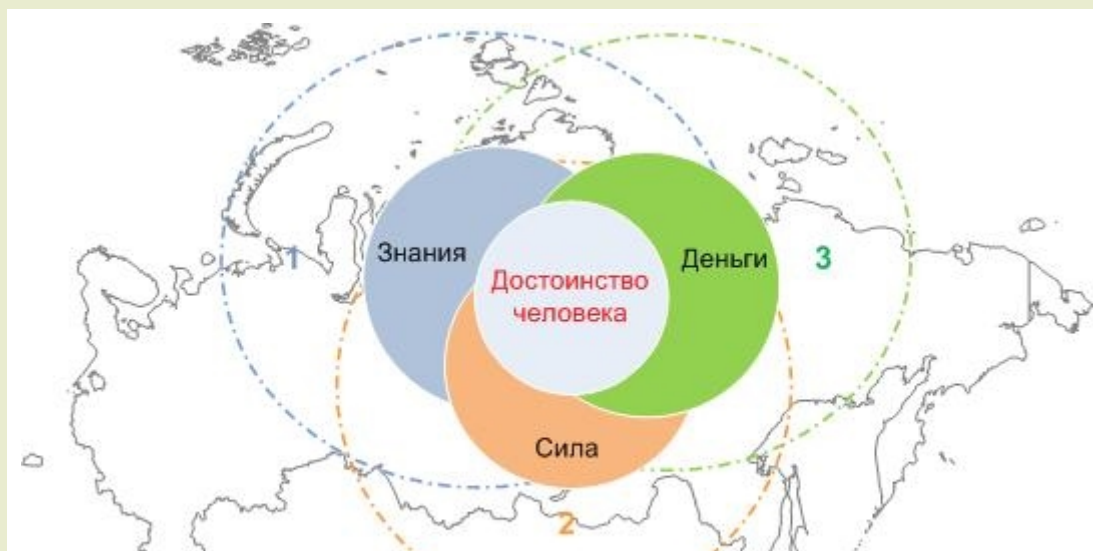 Знания
Деньги
1
3
Достоинство
человека
Сила
2